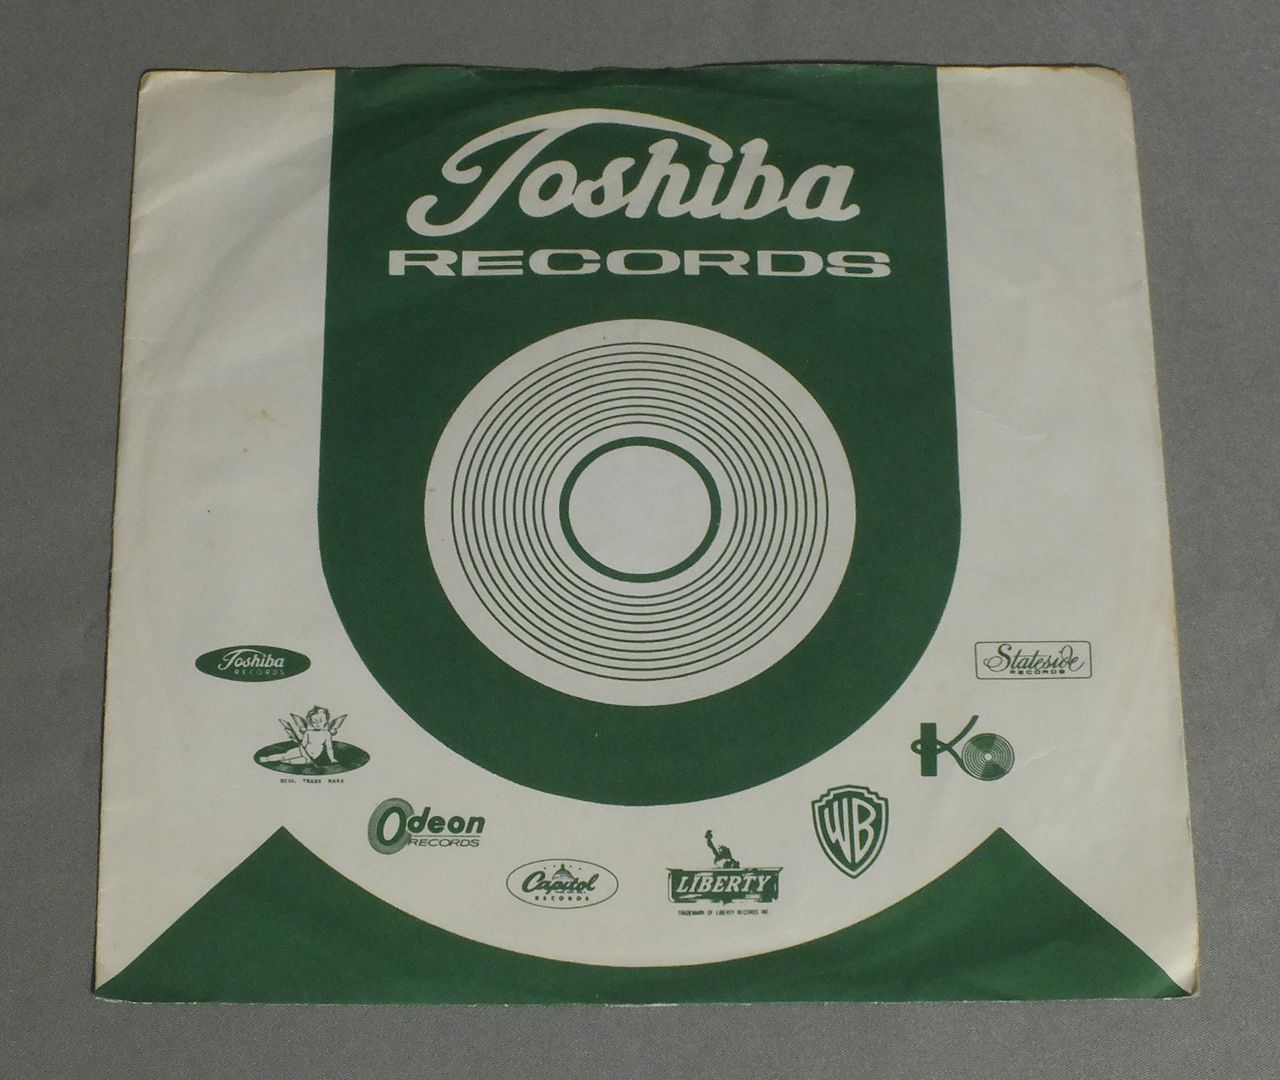 Toshiba
RECORDS
Toshiba
RECORDS
REG. TRADE MARK
Odeon
RECORDS
Capitol
RECORDS
LIBERTY
TRADEMARK OF LIBERTY RECORDS INC
WB
K
Stateside
RECORDS